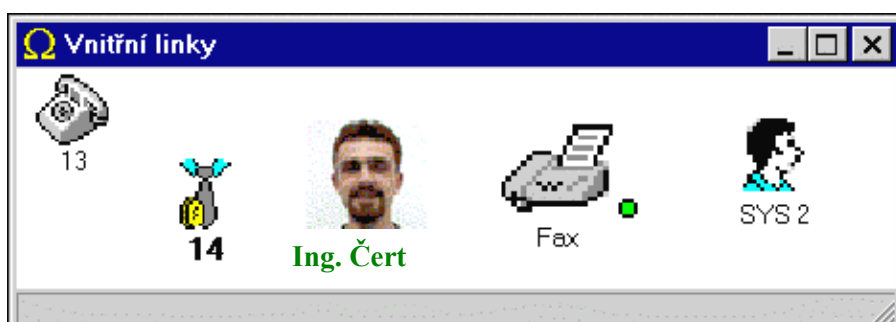 Ω Vnitřní linky
13
14
Ing. Čert
Fax
SYS 2